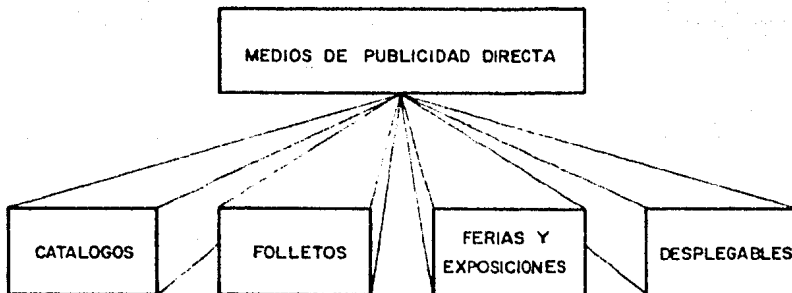 MEDIOS DE PUBLICIDAD DIRECTA
CATALOGOS
FOLLETOS
FERIAS Y
EXPOSICIONES
DESPLEGABLES